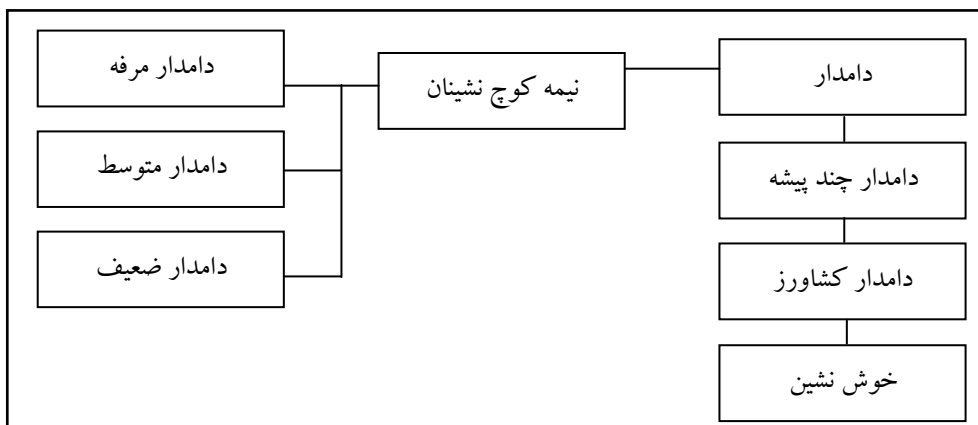 دامدار
دامدار چند پیشه
دامدار کشاورز
خوش نشین
نیمه کوچ نشینان
دامدار مرفه
دامدار متوسط
دامدار ضعیف